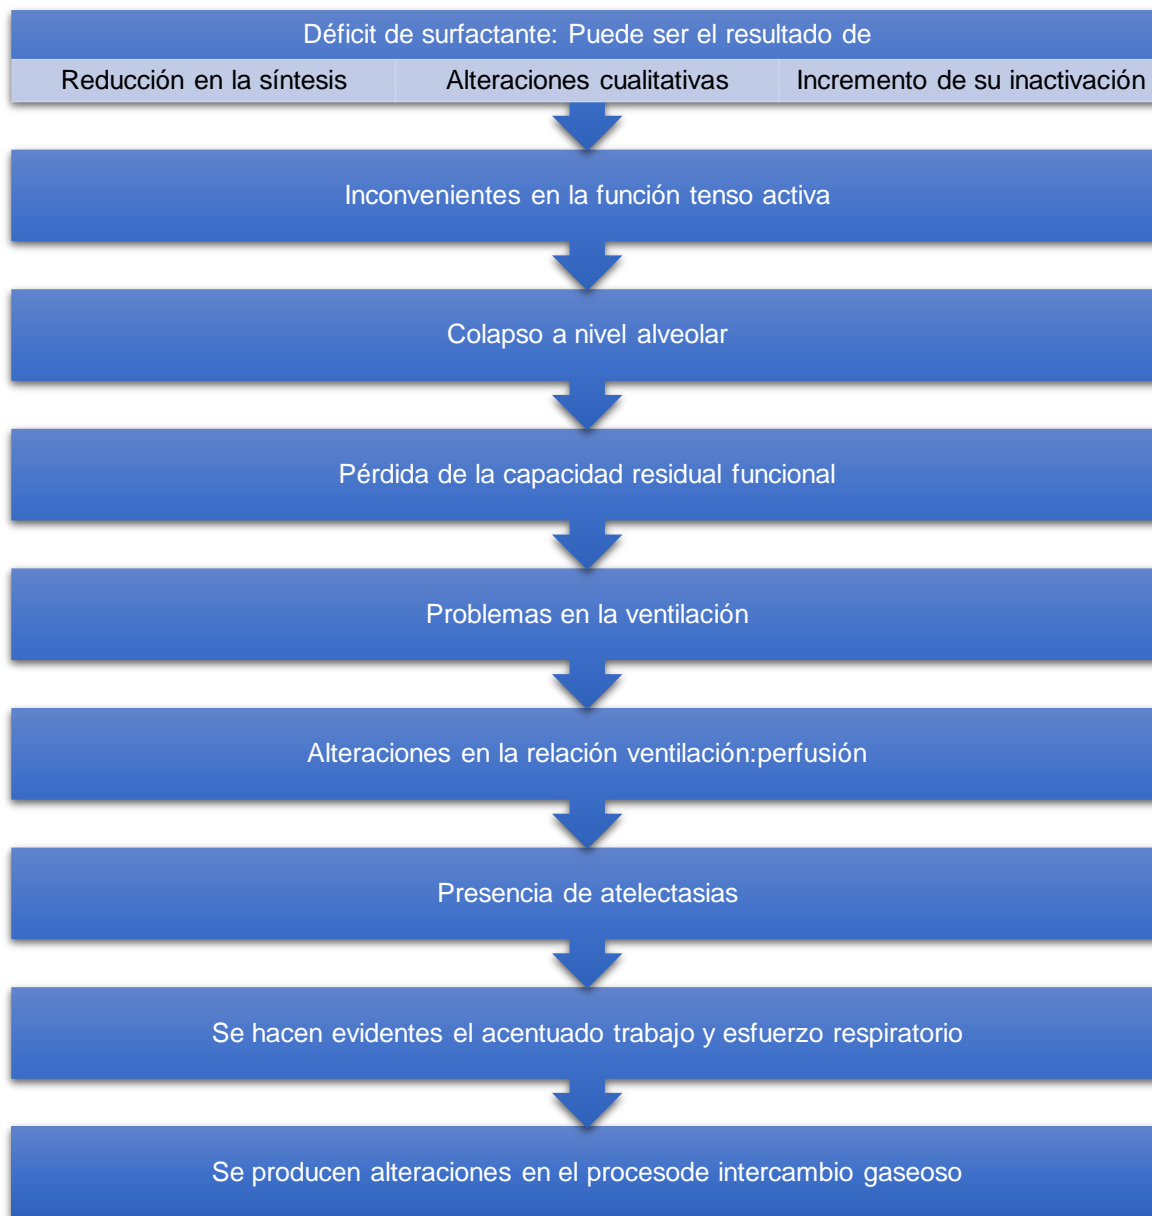 Déficit de surfactante: Puede ser el resultado de
Reducción en la síntesis
Alteraciones cualitativas
Incremento de su inactivación
Inconvenientes en la función tenso activa
Colapso a nivel alveolar
Pérdida de la capacidad residual funcional
Problemas en la ventilación
Alteraciones en la relación ventilación:perfusión
Presencia de atelectasias
Se hacen evidentes el acentuado trabajo y esfuerzo respiratorio
Se producen alteraciones en el procesode intercambio gaseoso